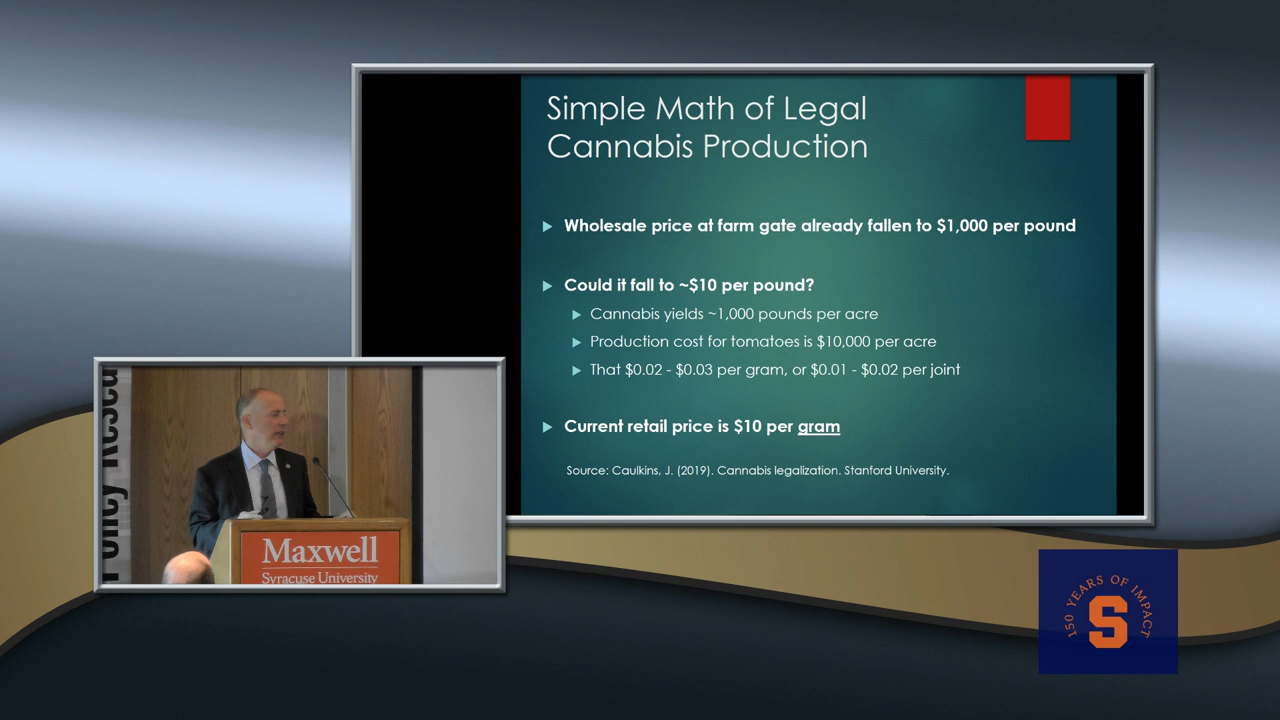 Simple Math of Legal
Cannabis Production
Wholesale price at farm gate already fallen to $1,000 per pound
Could it fall to ~$10 per pound?
Cannabis yields ~1,000 pounds per acre
Production cost for tomatoes is $10,000 per acre
That $0.02 - $0.03 per gram, or $0.01 - $0.02 per joint
Current retail price is $10 per gram
Source: Caulkins, J. (2019). Cannabis legalization. Stanford University.
Policy
Maxwell
Syracuse University
150 YEARS OF IMPACT
S